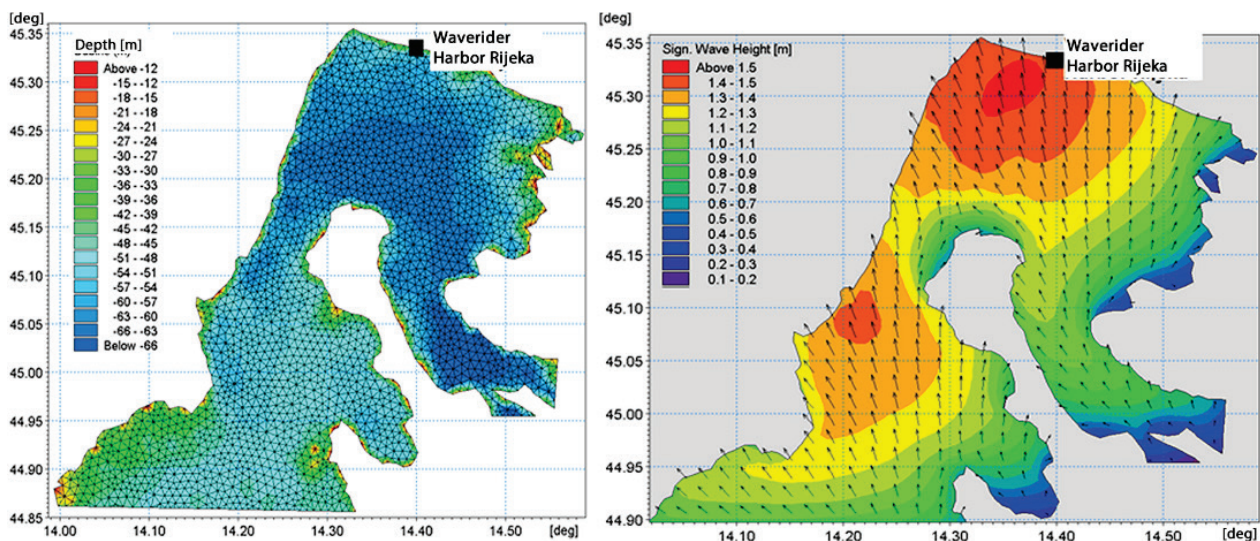 [deg]
45.35
45.30
45.25
45.20
45.15
45.10
45.05
45.00
44.95
44.90
44.85
14.00
14.10
14.20
14.30
14.40
14.50
[deg]
Depth [m]
Above -12
-15 - -12
-18 - -15
-21 - -18
-24 - -21
-27 - -24
-30 - -27
-33 - -30
-36 - -33
-39 - -36
-42 - -39
-45 - -42
-48 - -45
-51 - -48
-54 - -51
-57 - -54
-60 - -57
-63 - -60
-66 - -63
Below -66
Waverider
Harbor Rijeka
[deg]
45.35
45.30
45.25
45.20
45.15
45.10
45.05
45.00
44.95
44.90
14.10
14.20
14.30
14.40
14.50
[deg]
Sign. Wave Height [m]
Above 1.5
1.4 - 1.5
1.3 - 1.4
1.2 - 1.3
1.1 - 1.2
1.0 - 1.1
0.9 - 1.0
0.8 - 0.9
0.7 - 0.8
0.6 - 0.7
0.5 - 0.6
0.4 - 0.5
0.3 - 0.4
0.2 - 0.3
0.1 - 0.2
Waverider
Harbor Rijeka